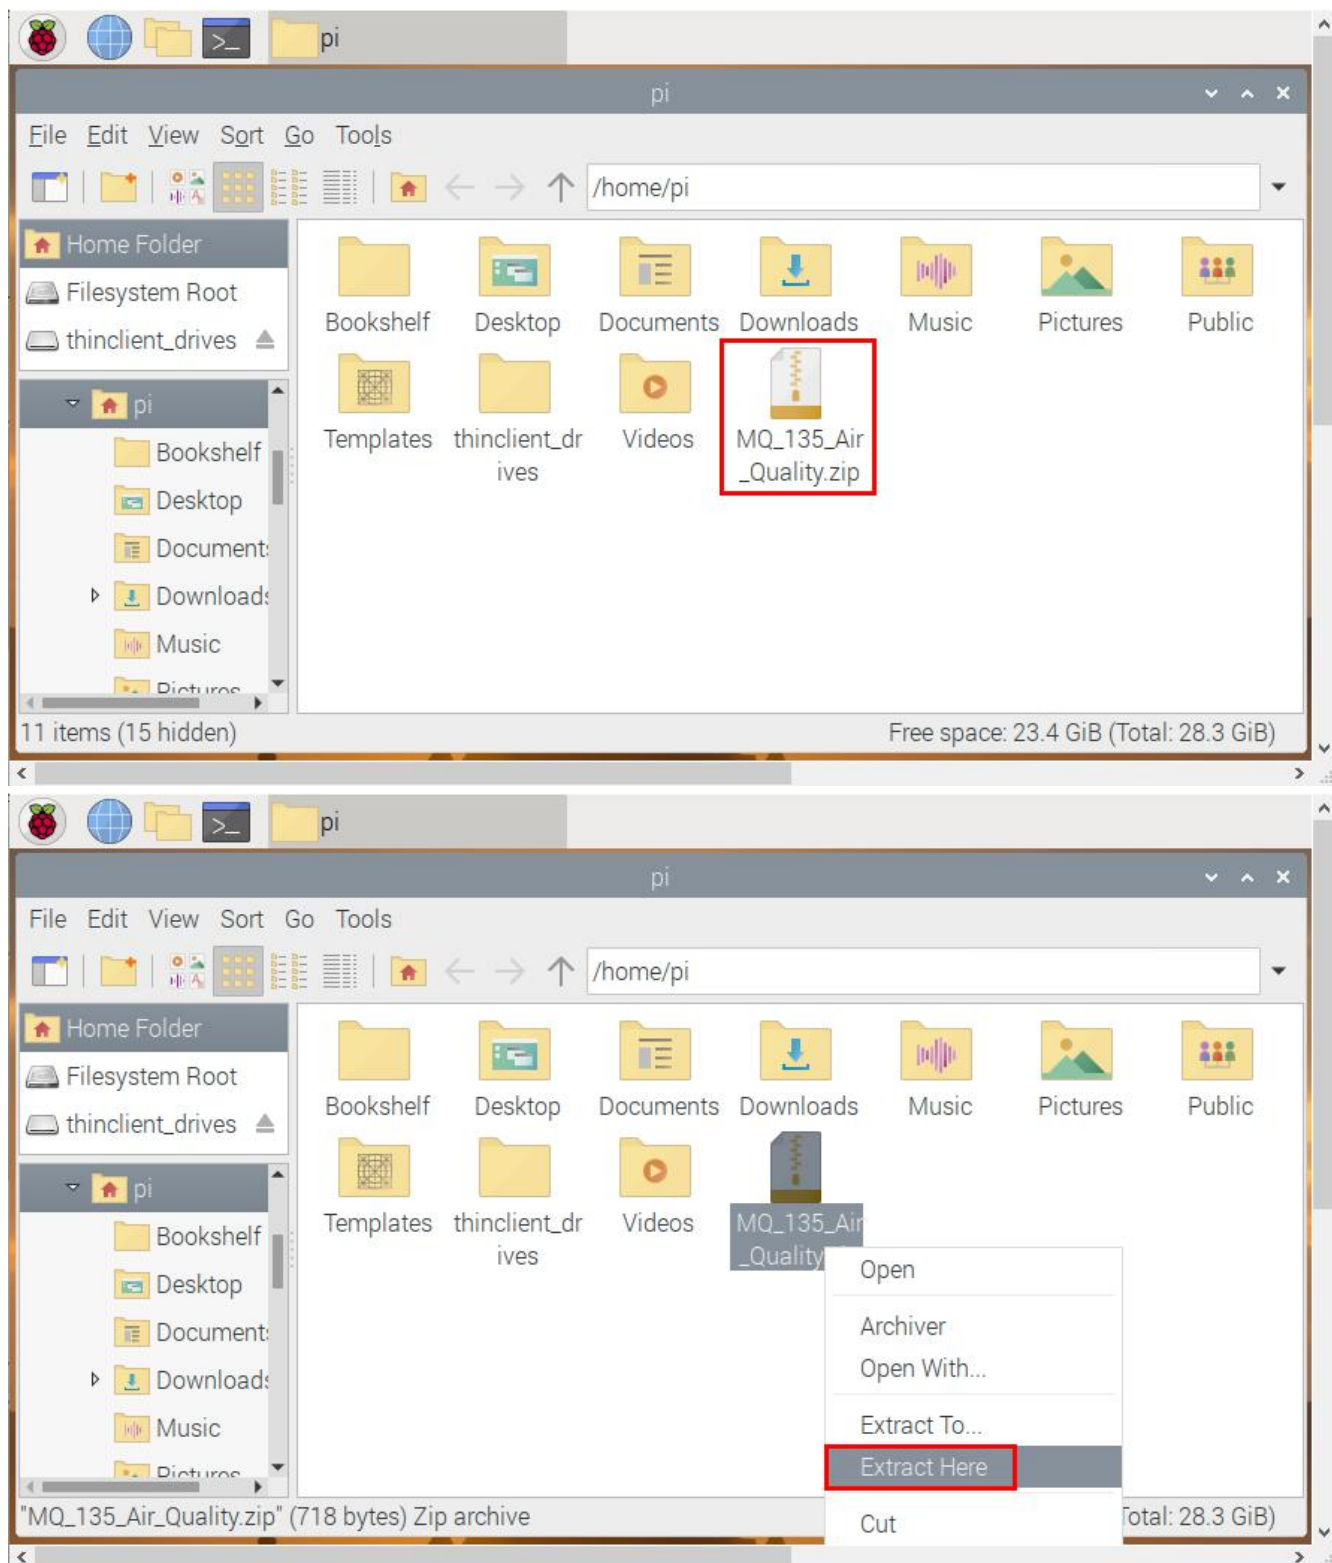 pi
pi
File Edit View Sort Go Tools
/home/pi
Home Folder
Filesystem Root
thinclient_drives
pi
Bookshelf
Desktop
Document
Download
Music
Pictures
Bookshelf Desktop Documents Downloads Music Pictures Public
Templates thinclient_dr Videos MQ_135_Air
ives _Quality.zip
11 items (15 hidden) Free space: 23.4 GiB (Total: 28.3 GiB)
pi
pi
File Edit View Sort Go Tools
/home/pi
Home Folder
Filesystem Root
thinclient_drives
pi
Bookshelf
Desktop
Document
Download
Music
Pictures
Bookshelf Desktop Documents Downloads Music Pictures Public
Templates thinclient_dr Videos MQ_135_Air
ives _Quality
Open
Archiver
Open With...
Extract To...
Extract Here
Cut
"MQ_135_Air_Quality.zip" (718 bytes) Zip archive otal: 28.3 GiB)